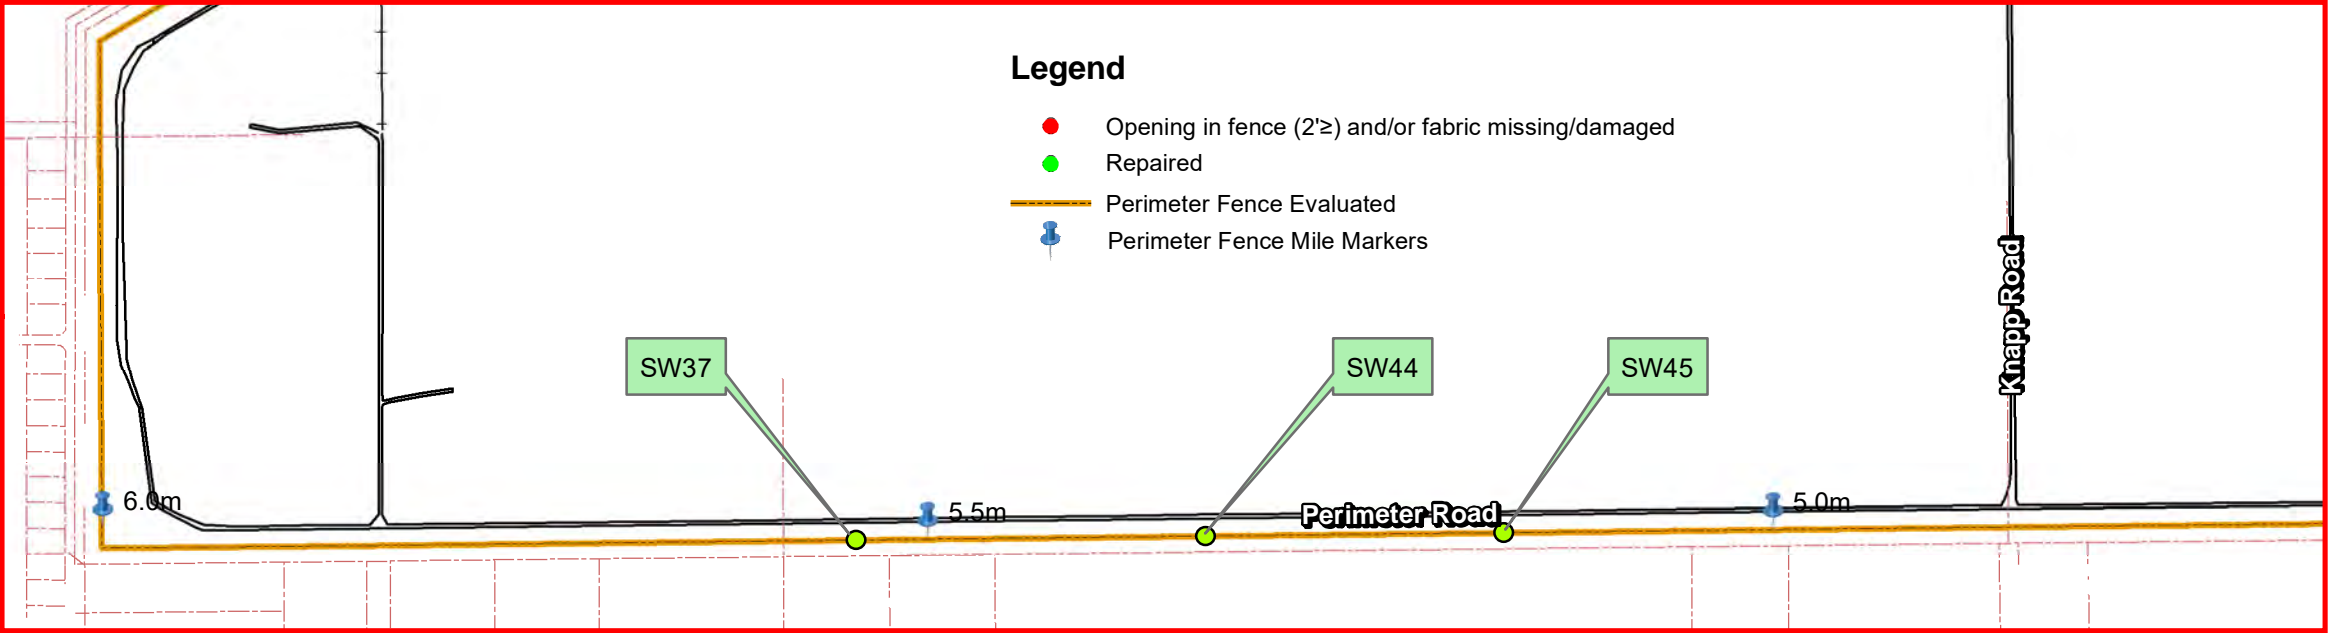 Legend
Opening in fence (2'≥) and/or fabric missing/damaged
Repaired
Perimeter Fence Evaluated
Perimeter Fence Mile Markers
Knapp Road
SW37
SW44
SW45
6.0m
5.5m
Perimeter Road
5.0m